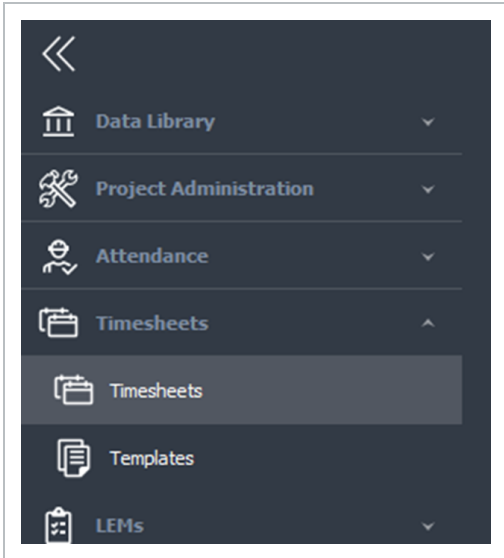 Data Library
Project Administration
Attendance
Timesheets
Timesheets
Templates
LEMs